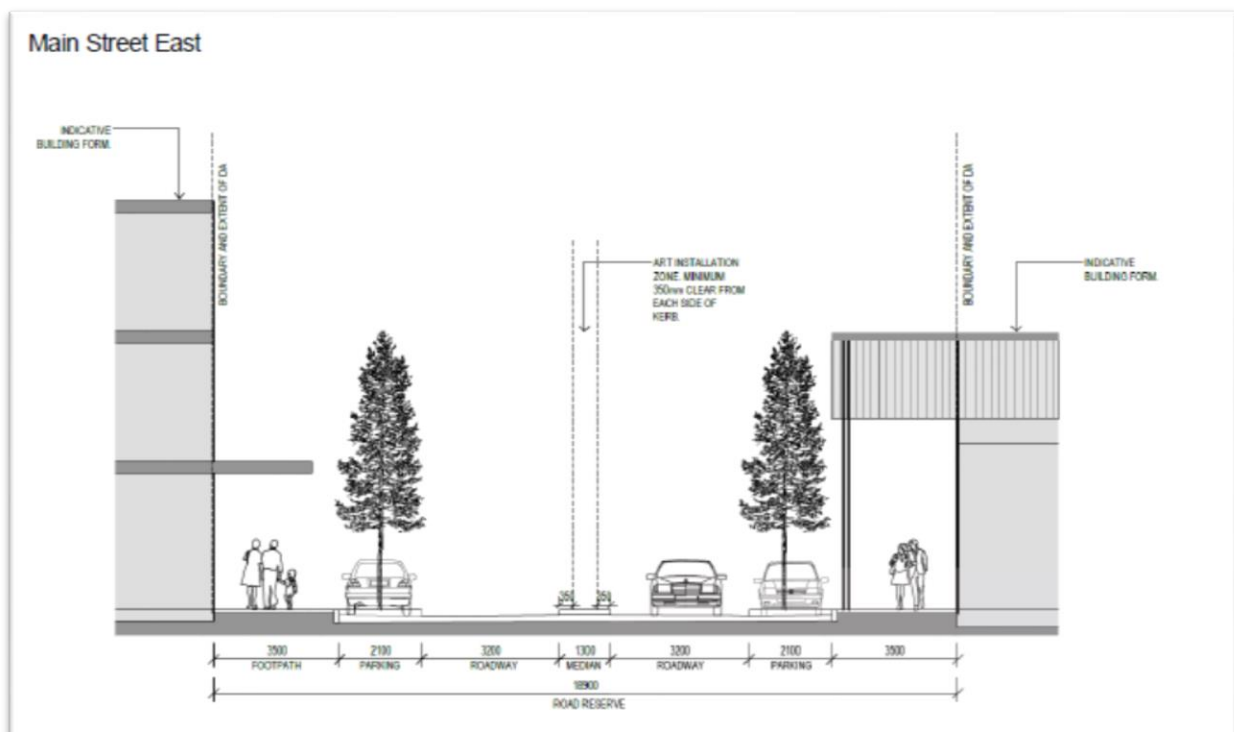 Main Street East
INDICATIVE
BUILDING FORM.
BOUNDARY AND EXTENT OF DA
ART INSTALLATION
ZONE. MINIMUM
350mm CLEAR FROM
EACH SIDE OF
KERB.
BOUNDARY AND EXTENT OF DA
INDICATIVE
BUILDING FORM.
350 350
3500 2100 3200 1300 3200 2100 3500
FOOTPATH PARKING ROADWAY MEDIAN ROADWAY PARKING
18900
ROAD RESERVE